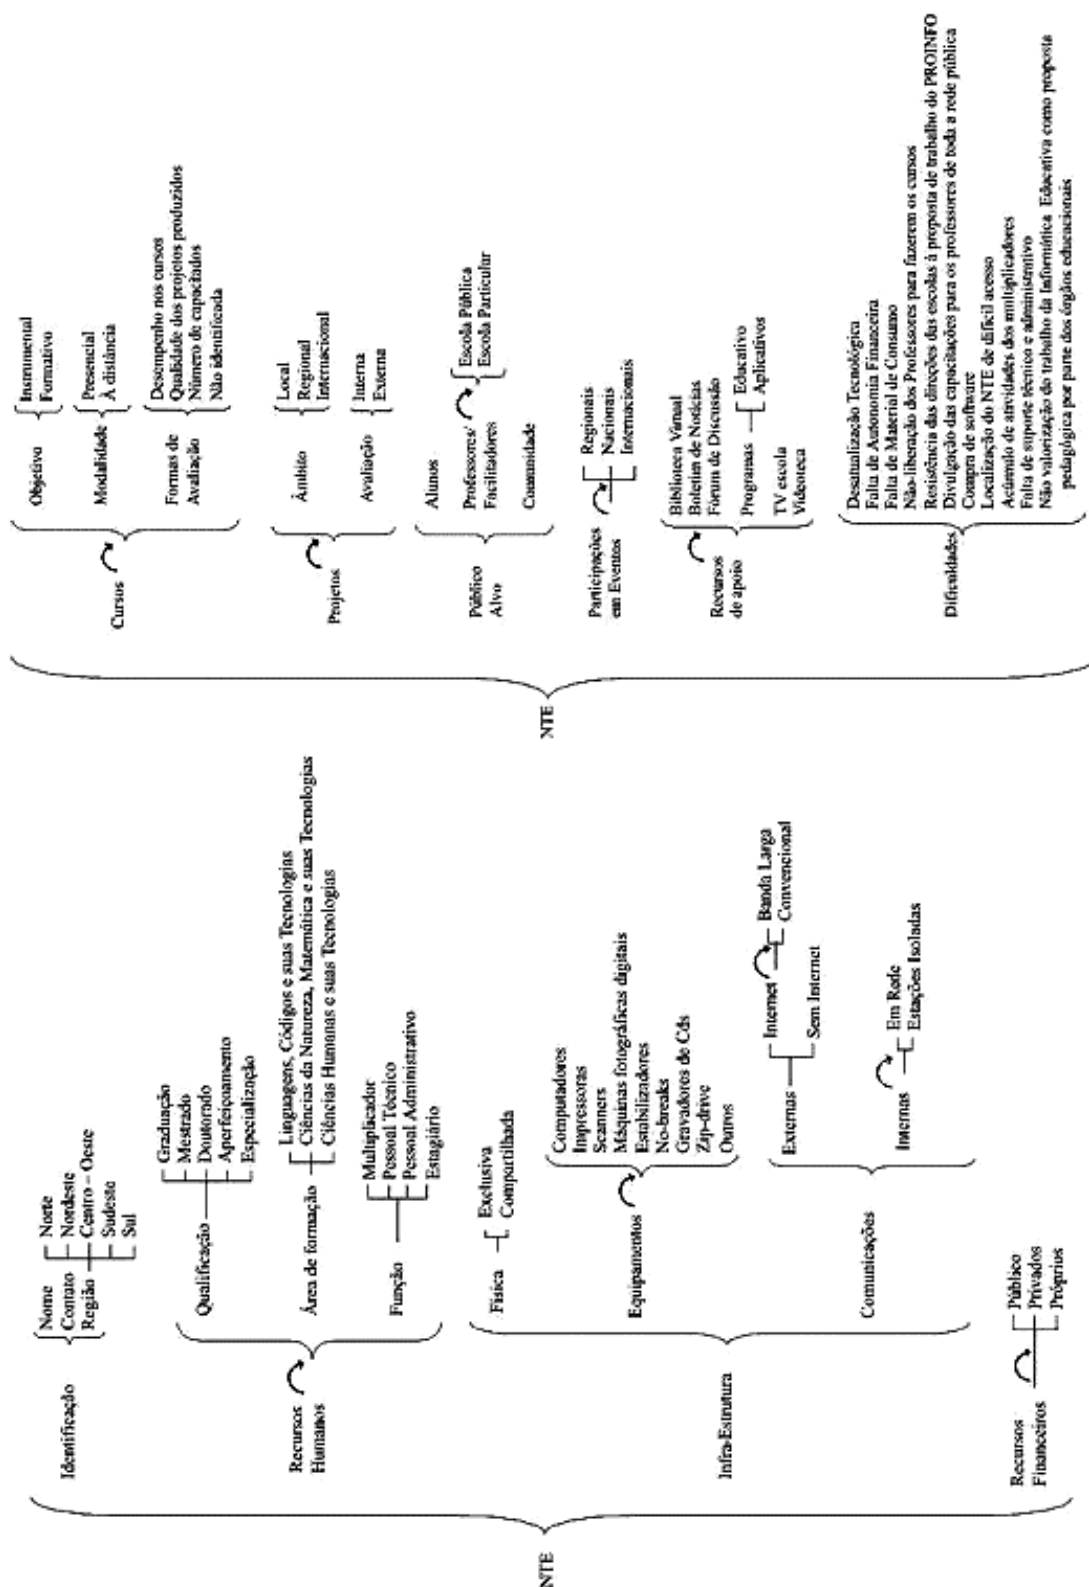 NTE
Identificação
Nome
Contato
Região
Norte
Nordeste
Centro – Oeste
Sudeste
Sul
Recursos
Humanos
Qualificação
Graduação
Mestrado
Doutorado
Aperfeiçoamento
Especialização
Área de formação
Linguagens, Códigos e suas Tecnologias
Ciências da Natureza, Matemática e suas Tecnologias
Ciências Humanas e suas Tecnologias
Função
Multiplicador
Pessoal Técnico
Pessoal Administrativo
Estagiário
Infra-Estrutura
Física
Exclusiva
Compartilhada
Equipamentos
Computadores
Impressoras
Scanners
Máquinas fotográficas digitais
Estabilizadores
No-breaks
Gravadores de Cds
Zip-drive
Outros
Comunicações
Externas
Internet
Banda Larga
Convencional
Sem Internet
Internas
Em Rede
Estações Isoladas
Recursos
Financeiros
Público
Privados
Próprios
NTE
Cursos
Objetivo
Instrumental
Formativo
Modalidade
Presencial
À distância
Formas de
Avaliação
Desempenho nos cursos
Qualidade dos projetos produzidos
Número de capacitados
Não identificada
Projetos
Âmbito
Local
Regional
Internacional
Avaliação
Interna
Externa
Público
Alvo
Alunos
Professores/
Facilitadores
Escola Pública
Escola Particular
Comunidade
Participações
em Eventos
Regionais
Nacionais
Internacionais
Recursos
de apoio
Biblioteca Virtual
Boletim de Notícias
Fórum de Discussão
Programas
Educativo
Aplicativos
TV escola
Videoteca
Dificuldades
Desatualização Tecnológica
Falta de Autonomia Financeira
Falta de Material de Consumo
Não-liberação dos Professores para fazerem os cursos
Resistência das direções das escolas à proposta de trabalho do PROINFO
Divulgação das capacitações para os professores de toda a rede pública
Compra de software
Localização do NTE de difícil acesso
Acúmulo de atividades dos multiplicadores
Falta de suporte técnico e administrativo
Não valorização do trabalho da Informática Educativa como proposta
pedagógica por parte dos órgãos educacionais